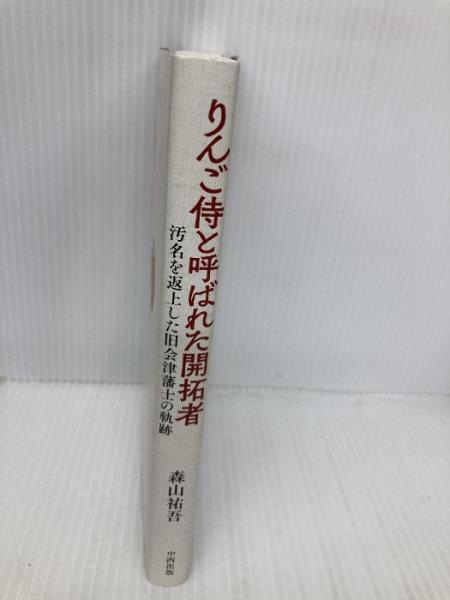 りんご侍と呼ばれた開拓者
汚名を返上した旧会津藩士の軌跡
森山祐吾
中西出版